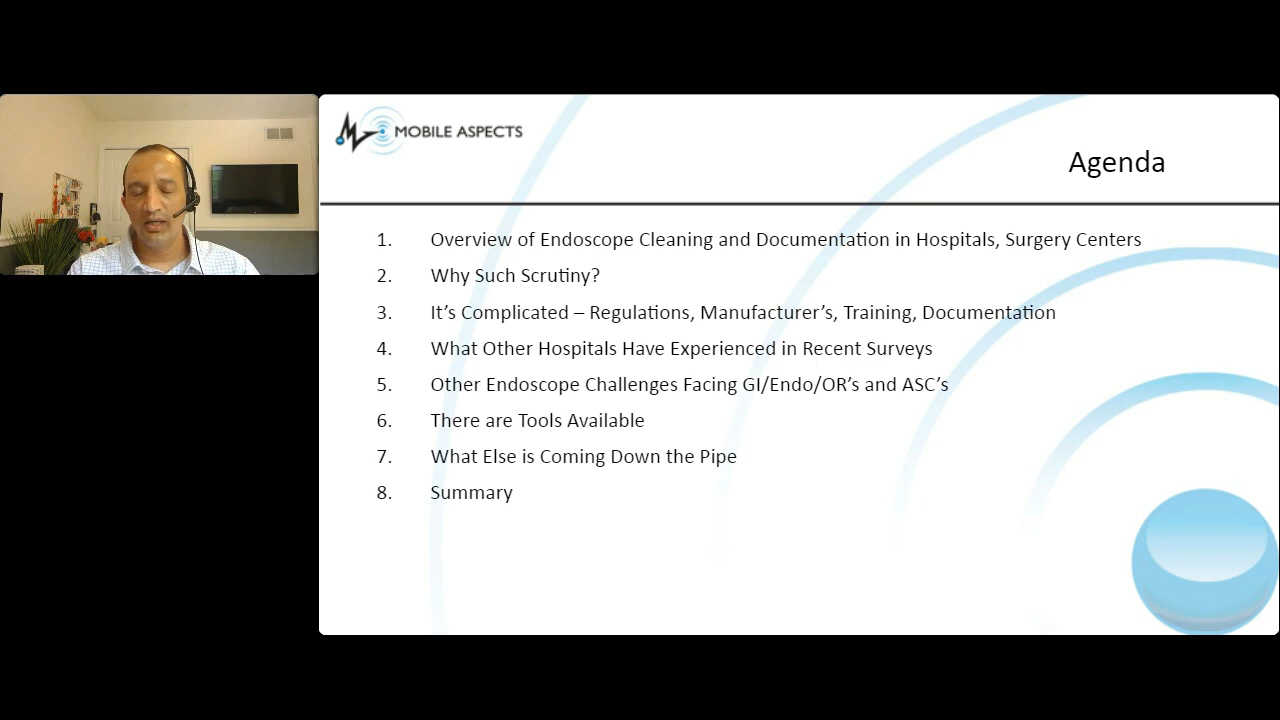 MOBILE ASPECTS
Agenda
1. Overview of Endoscope Cleaning and Documentation in Hospitals, Surgery Centers
2. Why Such Scrutiny?
3. It’s Complicated – Regulations, Manufacturer’s, Training, Documentation
4. What Other Hospitals Have Experienced in Recent Surveys
5. Other Endoscope Challenges Facing GI/Endo/OR’s and ASC’s
6. There are Tools Available
7. What Else is Coming Down the Pipe
8. Summary